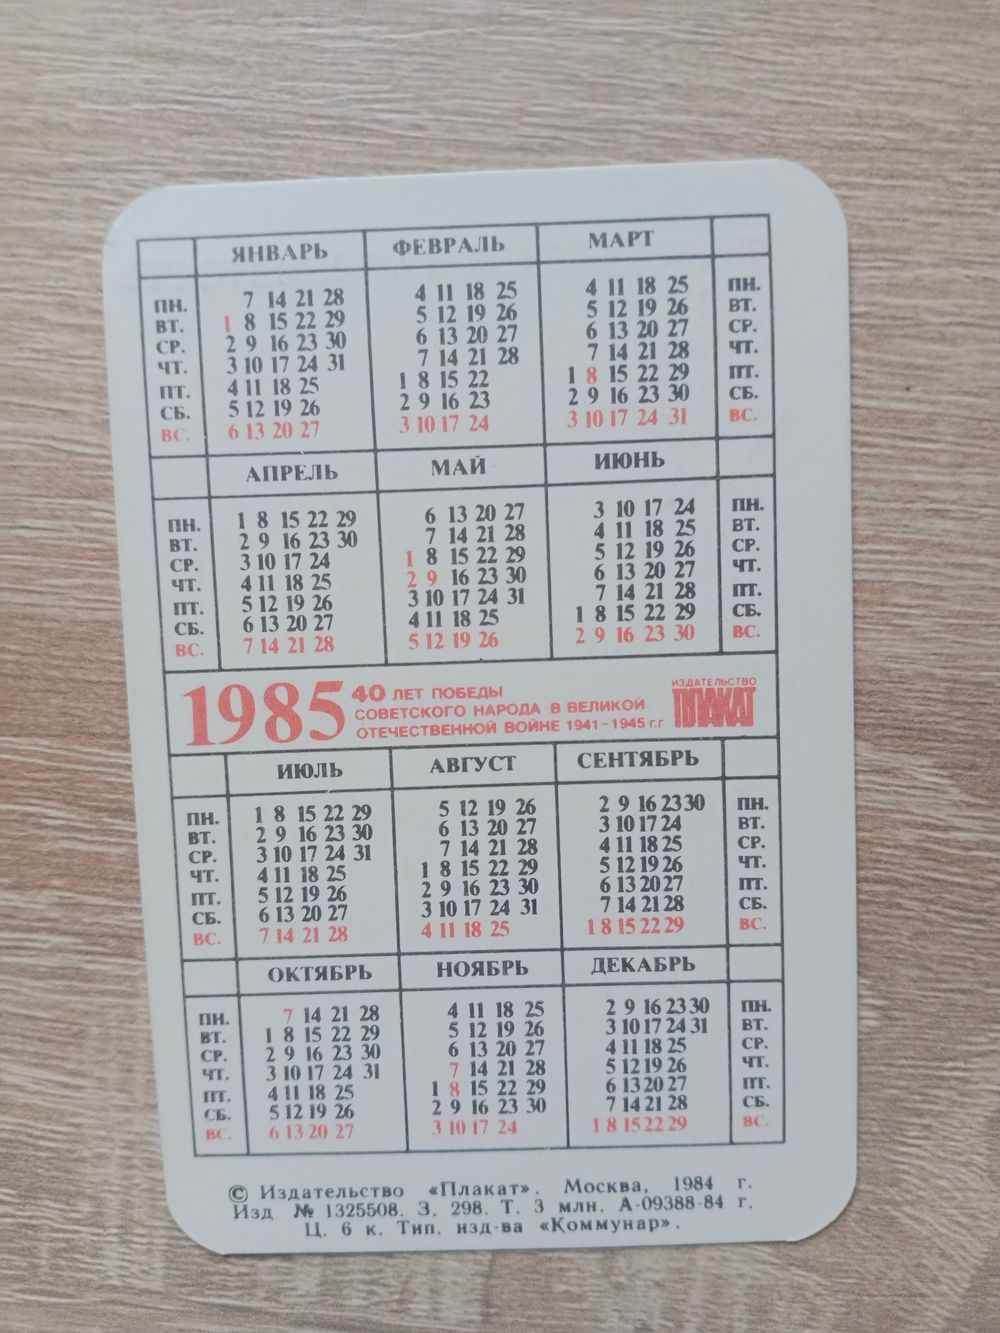 ЯНВАРЬ ФЕВРАЛЬ МАРТ
ПН. 7 14 21 28 4 11 18 25 4 11 18 25 ПН.
ВТ. 1 8 15 22 29 5 12 19 26 5 12 19 26 ВТ.
СР. 2 9 16 23 30 6 13 20 27 6 13 20 27 СР.
ЧТ. 3 10 17 24 31 7 14 21 28 7 14 21 28 ЧТ.
ПТ. 4 11 18 25 1 8 15 22 1 8 15 22 29 ПТ.
СБ. 5 12 19 26 2 9 16 23 2 9 16 23 30 СБ.
ВС. 6 13 20 27 3 10 17 24 3 10 17 24 31 ВС.
АПРЕЛЬ МАЙ ИЮНЬ
ПН. 1 8 15 22 29 6 13 20 27 3 10 17 24 ПН.
ВТ. 2 9 16 23 30 7 14 21 28 4 11 18 25 ВТ.
СР. 3 10 17 24 1 8 15 22 29 5 12 19 26 СР.
ЧТ. 4 11 18 25 2 9 16 23 30 6 13 20 27 ЧТ.
ПТ. 5 12 19 26 3 10 17 24 31 7 14 21 28 ПТ.
СБ. 6 13 20 27 4 11 18 25 1 8 15 22 29 СБ.
ВС. 7 14 21 28 5 12 19 26 2 9 16 23 30 ВС.
1985 40 ЛЕТ ПОБЕДЫ
СОВЕТСКОГО НАРОДА В ВЕЛИКОЙ
ОТЕЧЕСТВЕННОЙ ВОЙНЕ 1941-1945 г.г
ИЗДАТЕЛЬСТВО
ПЛАКАТ
ИЮЛЬ АВГУСТ СЕНТЯБРЬ
ПН. 1 8 15 22 29 5 12 19 26 2 9 16 23 30 ПН.
ВТ. 2 9 16 23 30 6 13 20 27 3 10 17 24 ВТ.
СР. 3 10 17 24 31 7 14 21 28 4 11 18 25 СР.
ЧТ. 4 11 18 25 1 8 15 22 29 5 12 19 26 ЧТ.
ПТ. 5 12 19 26 2 9 16 23 30 6 13 20 27 ПТ.
СБ. 6 13 20 27 3 10 17 24 31 7 14 21 28 СБ.
ВС. 7 14 21 28 4 11 18 25 1 8 15 22 29 ВС.
ОКТЯБРЬ НОЯБРЬ ДЕКАБРЬ
ПН. 7 14 21 28 4 11 18 25 2 9 16 23 30 ПН.
ВТ. 1 8 15 22 29 5 12 19 26 3 10 17 24 31 ВТ.
СР. 2 9 16 23 30 6 13 20 27 4 11 18 25 СР.
ЧТ. 3 10 17 24 31 7 14 21 28 5 12 19 26 ЧТ.
ПТ. 4 11 18 25 1 8 15 22 29 6 13 20 27 ПТ.
СБ. 5 12 19 26 2 9 16 23 30 7 14 21 28 СБ.
ВС. 6 13 20 27 3 10 17 24 1 8 15 22 29 ВС.
© Издательство «Плакат». Москва, 1984 г.
Изд № 1325508. З. 298. Т. 3 млн. А-09388-84 г.
Ц. 6 к. Тип. изд-ва «Коммунар».